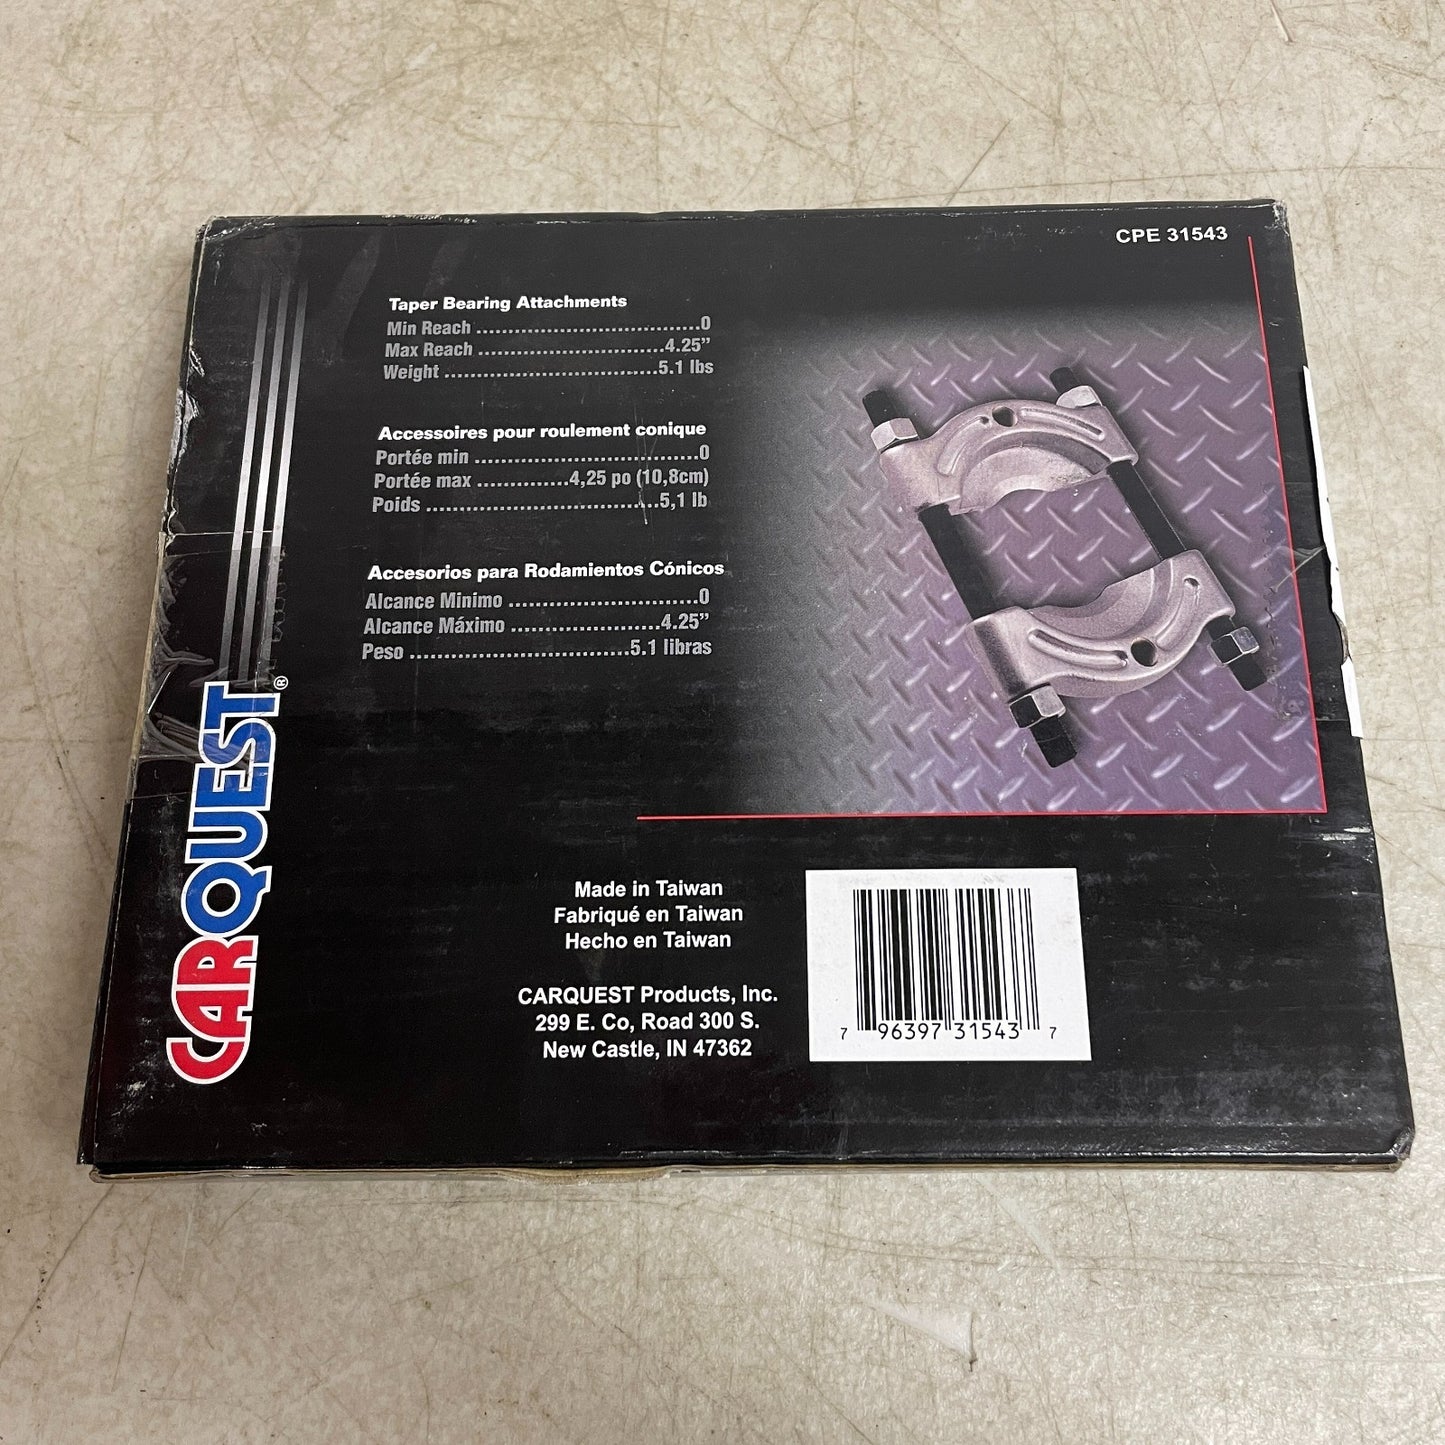 CPE 31543
Taper Bearing Attachments
Min Reach ...................................0
Max Reach .............................4.25”
Weight ..................................5.1 lbs
Accessoires pour roulement conique
Portée min ....................................0
Portée max ..............4,25 po (10,8cm)
Poids .....................................5,1 lb
Accesorios para Rodamientos Cónicos
Alcance Mínimo ..............................0
Alcance Máximo ........................4.25”
Peso ...................................5.1 libras
CARQUEST®
Made in Taiwan
Fabriqué en Taiwan
Hecho en Taiwan
CARQUEST Products, Inc.
299 E. Co, Road 300 S.
New Castle, IN 47362
7 96397 31543 7